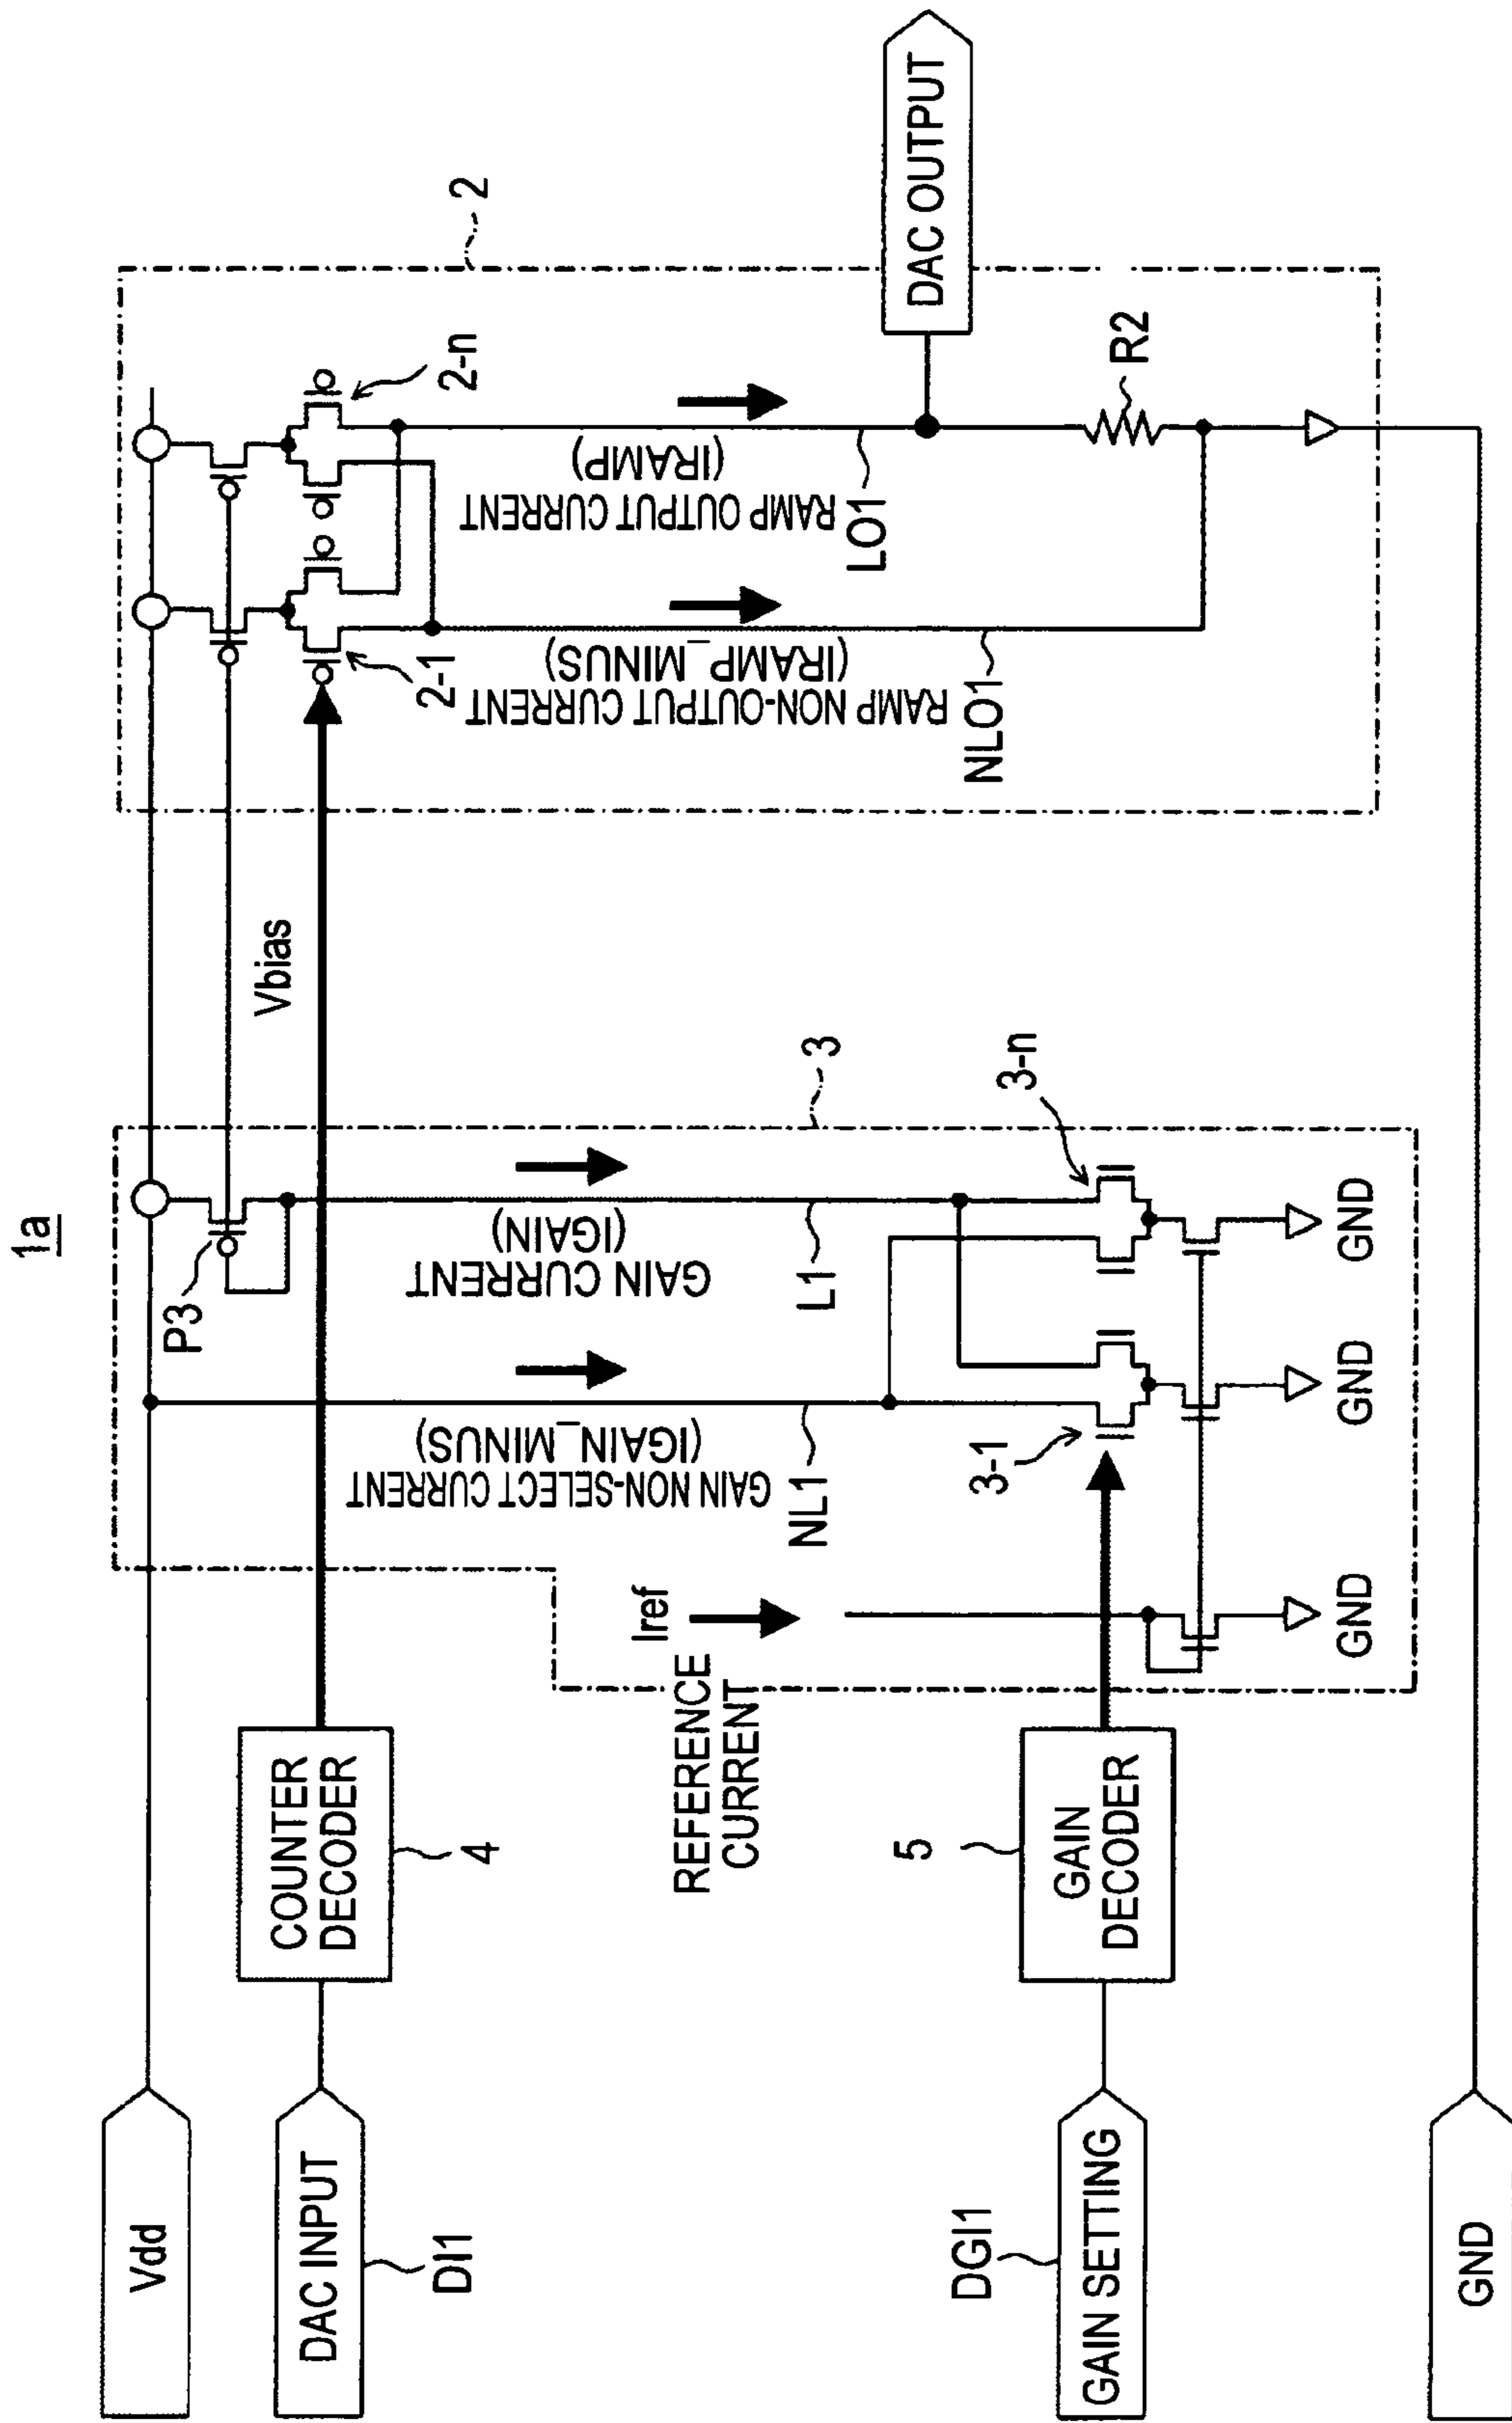 1a
Vdd
DAC INPUT
DI1
COUNTER
DECODER
4
P3
Vbias
2
2-1
2-n
GAIN CURRENT
(IGAIN)
L1
GAIN NON-SELECT CURRENT
(IGAIN_MINUS)
NL1
3
RAMP OUTPUT CURRENT
(IRAMP)
LO1
RAMP NON-OUTPUT CURRENT
(IRAMP_MINUS)
NLO1
DAC OUTPUT
R2
REFERENCE
CURRENT
Iref
3-1
3-n
DGI1
GAIN SETTING
5
GAIN
DECODER
GND
GND
GND
GND